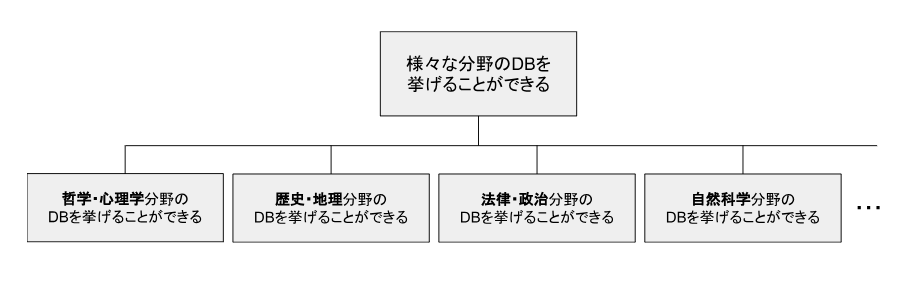 様々な分野のDBを
挙げることができる
哲学・心理学分野の
DBを挙げることができる
歴史・地理分野の
DBを挙げることができる
法律・政治分野の
DBを挙げることができる
自然科学分野の
DBを挙げることができる
…